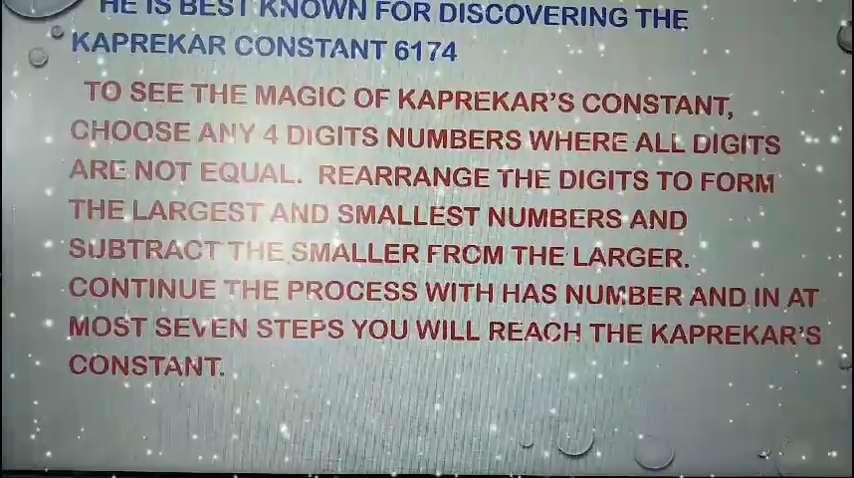 HE IS BEST KNOWN FOR DISCOVERING THE
KAPREKAR CONSTANT 6174
TO SEE THE MAGIC OF KAPREKAR'S CONSTANT,
CHOOSE ANY 4 DIGITS NUMBERS WHERE ALL DIGITS
ARE NOT EQUAL. REARRANGE THE DIGITS TO FORM
THE LARGEST AND SMALLEST NUMBERS AND
SUBTRACT THE SMALLER FROM THE LARGER.
CONTINUE THE PROCESS WITH HAS NUMBER AND IN AT
MOST SEVEN STEPS YOU WILL REACH THE KAPREKAR'S
CONSTANT.